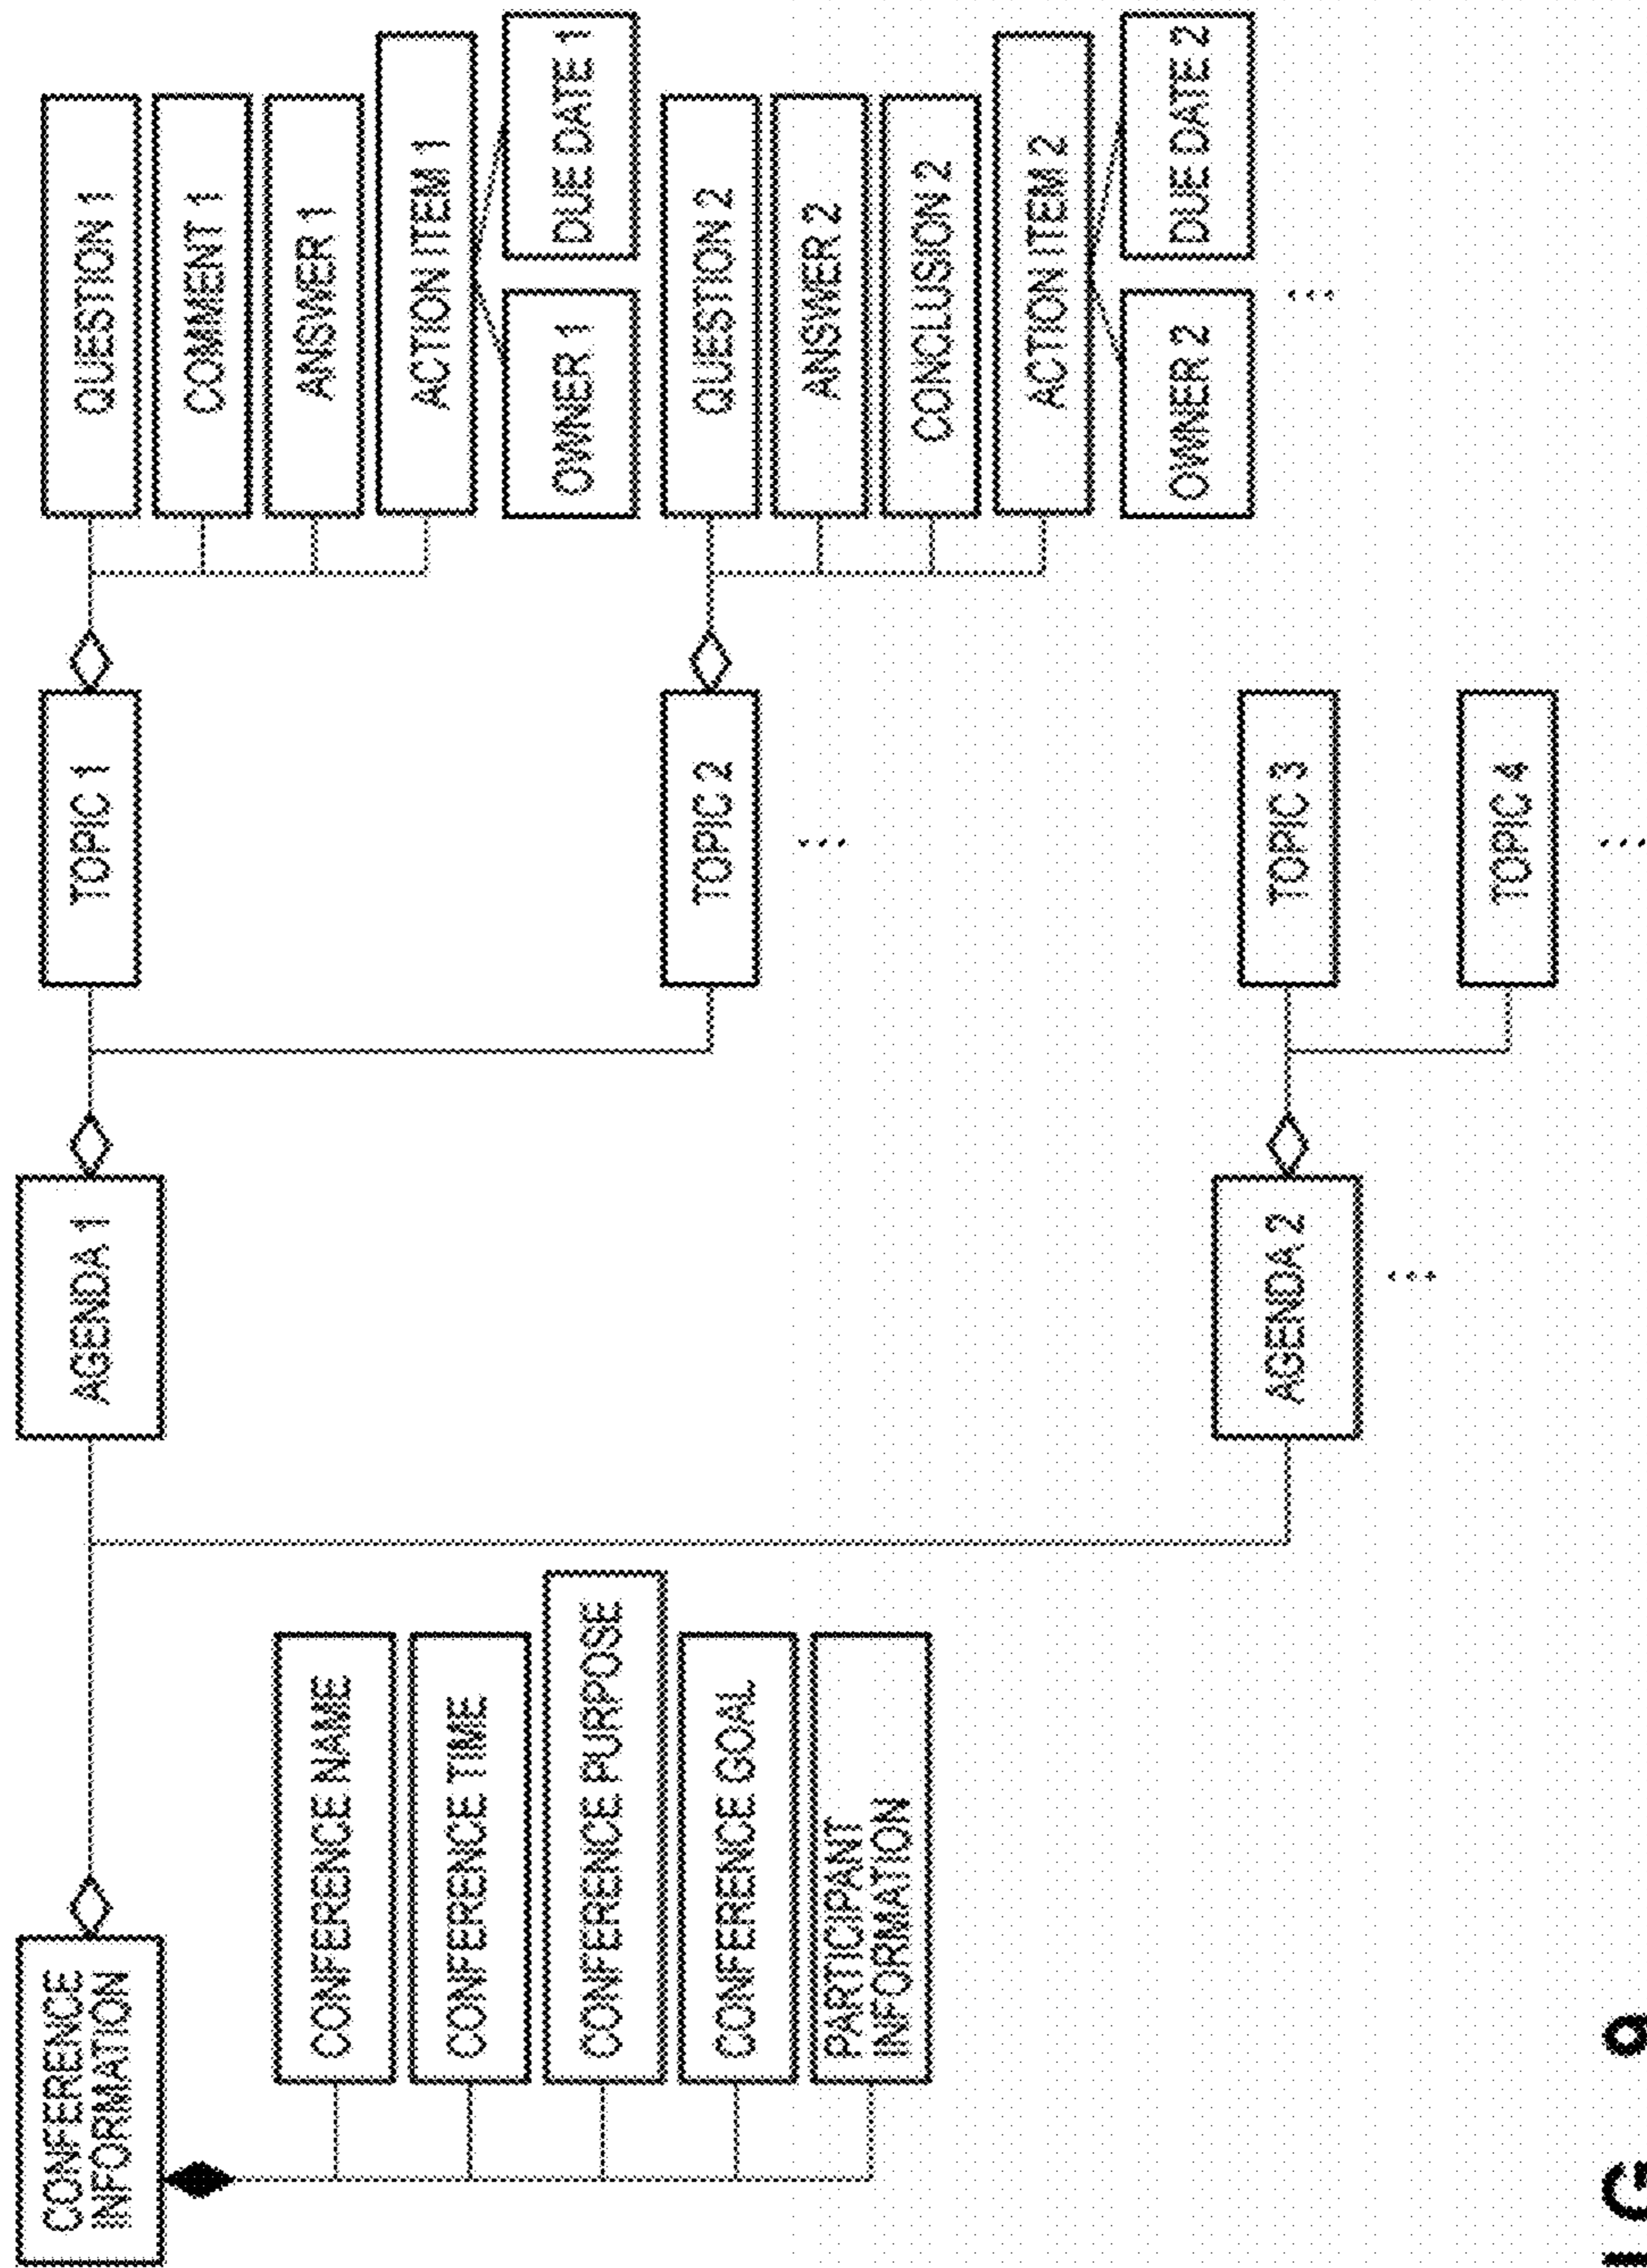 CONFERENCE
INFORMATION
CONFERENCE NAME
CONFERENCE TIME
CONFERENCE PURPOSE
CONFERENCE GOAL
PARTICIPANT
INFORMATION
AGENDA 1
TOPIC 1
QUESTION 1
COMMENT 1
ANSWER 1
ACTION ITEM 1
OWNER 1
DUE DATE 1
TOPIC 2
QUESTION 2
ANSWER 2
CONCLUSION 2
ACTION ITEM 2
OWNER 2
DUE DATE 2
...
...
AGENDA 2
...
TOPIC 3
TOPIC 4
...